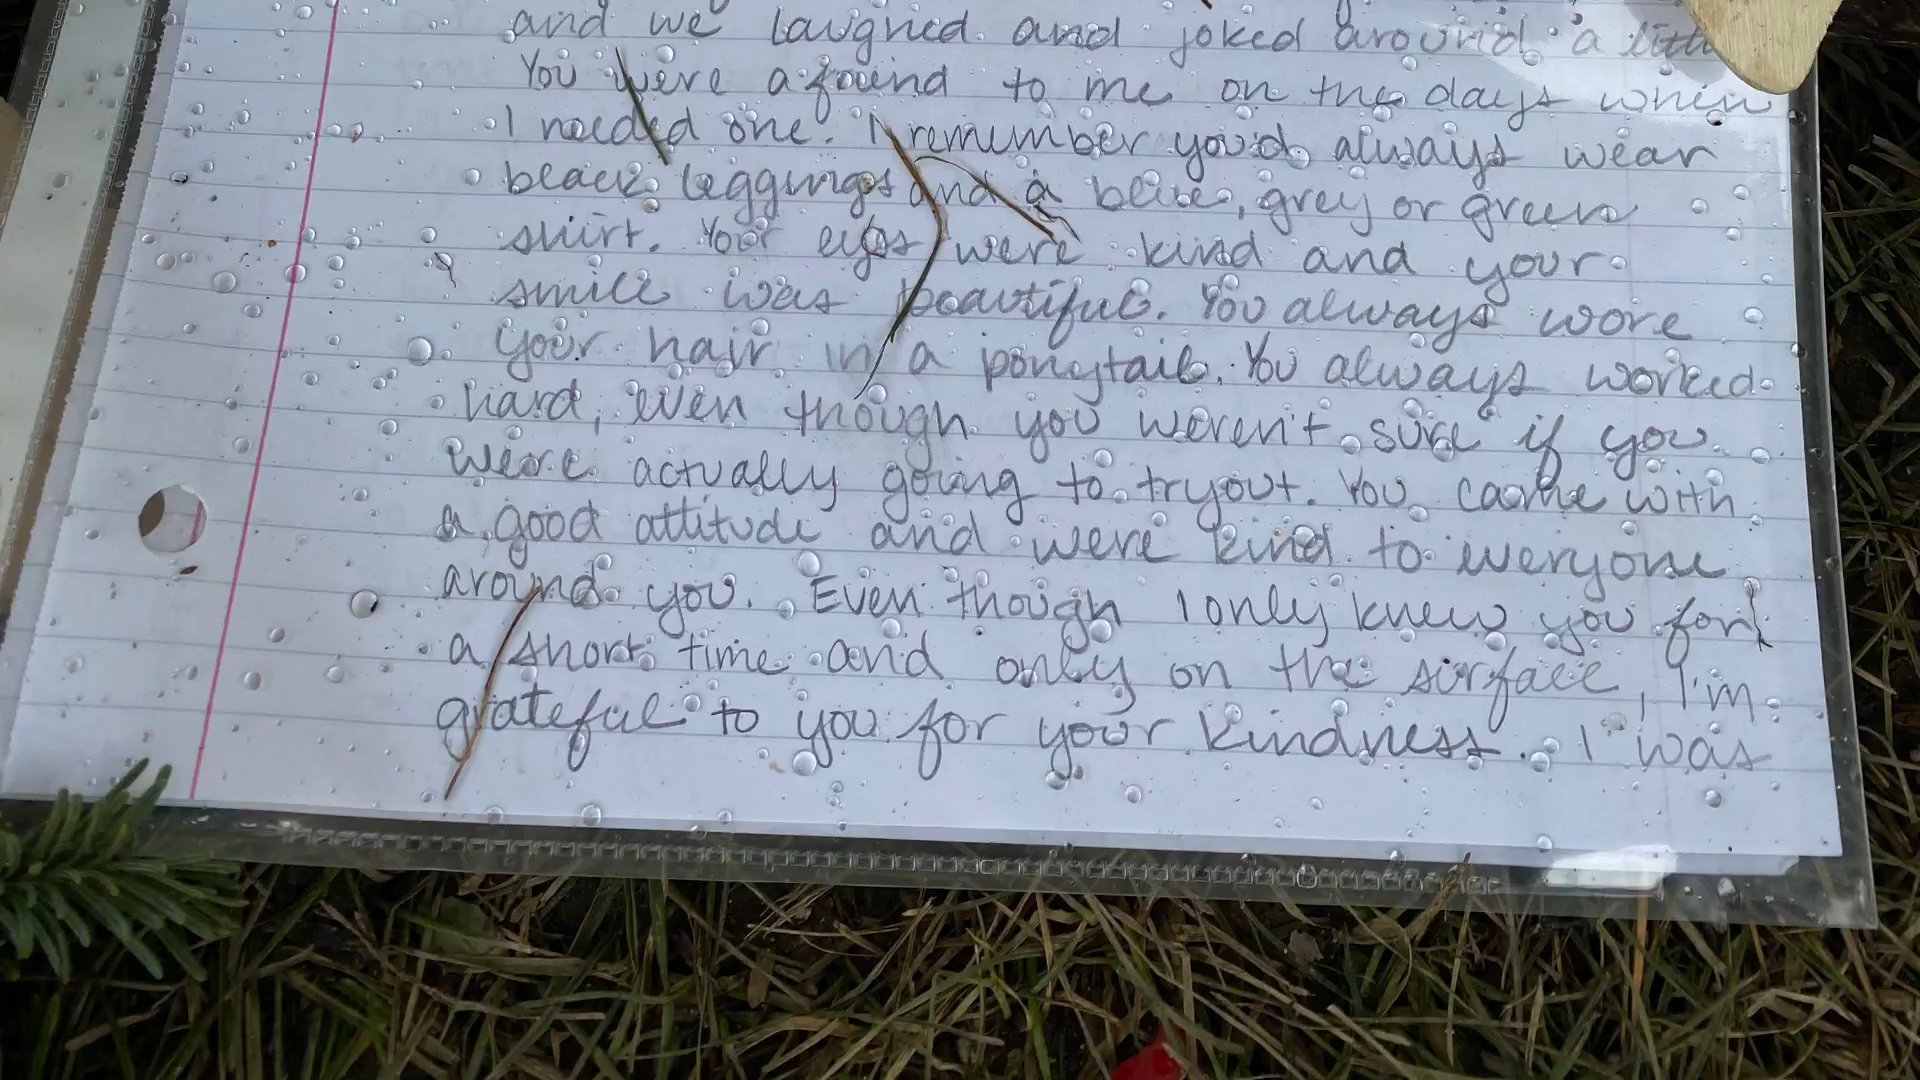 and we laughed and joked around a little
You were a freind to me on the days when
I needed one. I remember you'd always wear
black leggings and a blue, grey or green
shirt. Your eyes were kind and your
smile was beautiful. You always wore
your hair in a ponytail. You always worked
hard, even though you weren't sure if you
were actually going to tryout. You came with
a good attitude and were kind to everyone
around you. Even though I only knew you for
a short time and only on the surface, I'm
grateful to you for your kindness. I was